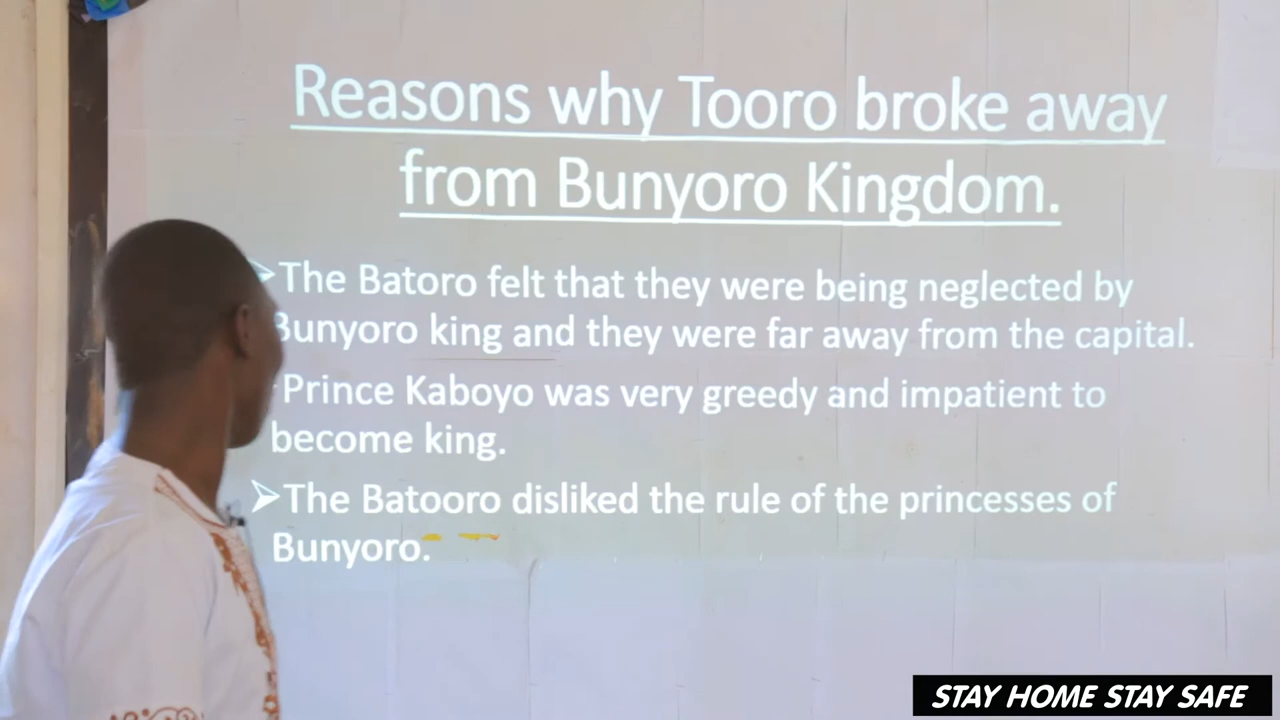 Reasons why Tooro broke away
from Bunyoro Kingdom.
➢The Batoro felt that they were being neglected by
Bunyoro king and they were far away from the capital.
Prince Kaboyo was very greedy and impatient to
become king.
➢The Batooro disliked the rule of the princesses of
Bunyoro.
STAY HOME STAY SAFE